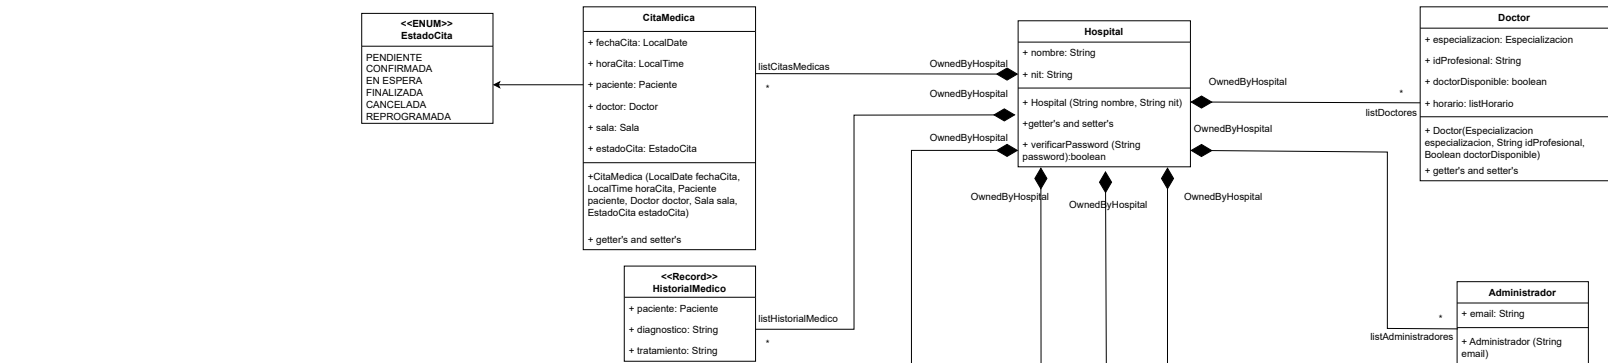 <<ENUM>>
EstadoCita
PENDIENTE
CONFIRMADA
EN ESPERA
FINALIZADA
CANCELADA
REPROGRAMADA
CitaMedica
+ fechaCita: LocalDate
+ horaCita: LocalTime
+ paciente: Paciente
+ doctor: Doctor
+ sala: Sala
+ estadoCita: EstadoCita
+CitaMedica (LocalDate fechaCita,
LocalTime horaCita, Paciente
paciente, Doctor doctor, Sala sala,
EstadoCita estadoCita)
+ getter's and setter's
listCitasMedicas
*
OwnedByHospital
OwnedByHospital
OwnedByHospital
Hospital
+ nombre: String
+ nit: String
+ Hospital (String nombre, String nit)
+getter's and setter's
+ verificarPassword (String
password):boolean
OwnedByHospital
OwnedByHospital
OwnedByHospital
OwnedByHospital
OwnedByHospital
*
listDoctores
Doctor
+ especializacion: Especializacion
+ idProfesional: String
+ doctorDisponible: boolean
+ horario: listHorario
+ Doctor(Especializacion
especializacion, String idProfesional,
Boolean doctorDisponible)
+ getter's and setter's
<<Record>>
HistorialMedico
+ paciente: Paciente
+ diagnostico: String
+ tratamiento: String
listHistorialMedico
*
*
listAdministradores
Administrador
+ email: String
+ Administrador (String
email)